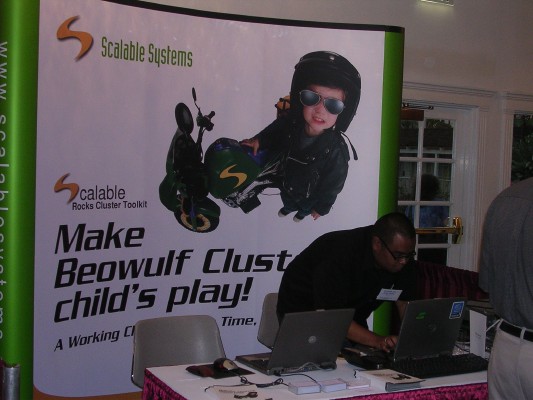 Scalable Systems
www.scalablesystems
Scalable
Rocks Cluster Toolkit
Make
Beowulf Clust
child's play!
A Working Time,